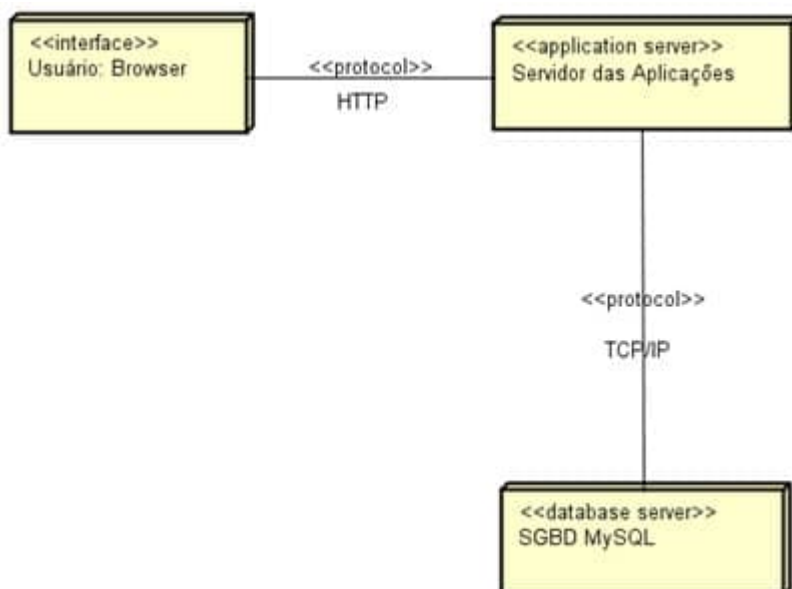 <<interface>>
Usuário: Browser
<<protocol>>
HTTP
<<application server>>
Servidor das Aplicações
<<protocol>>
TCP/IP
<<database server>>
SGBD MySQL